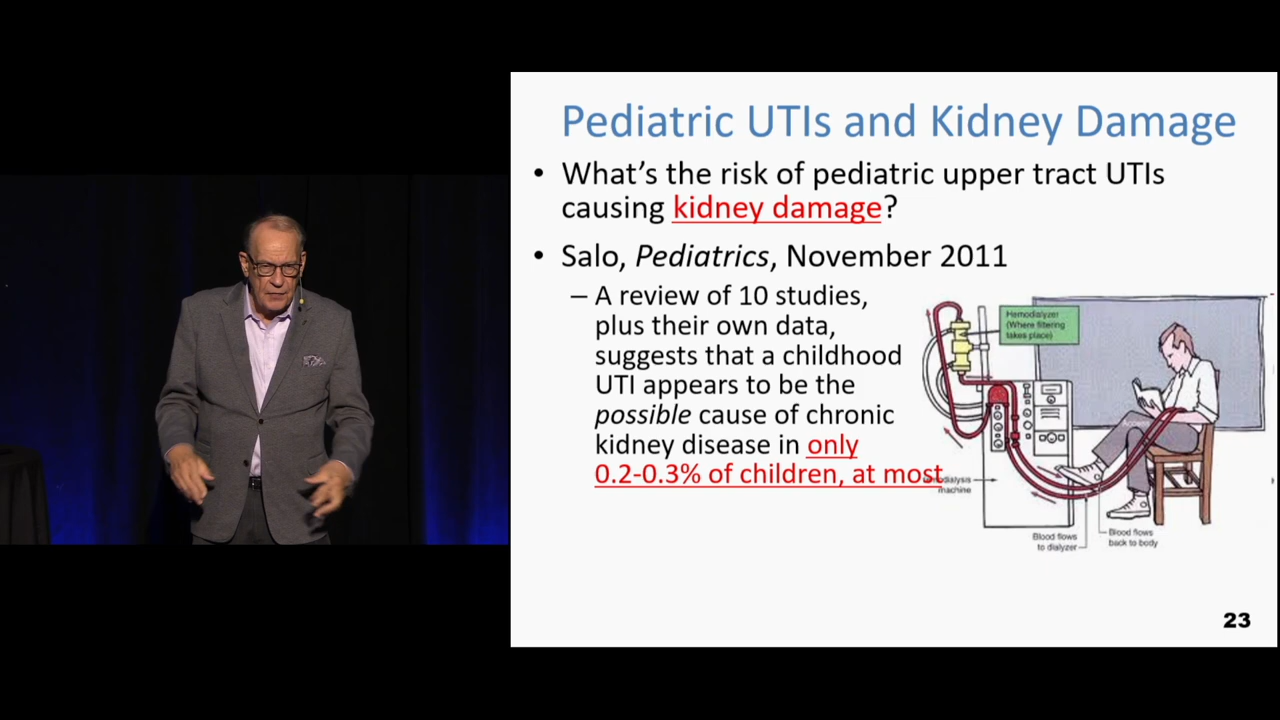 Pediatric UTIs and Kidney Damage
• What's the risk of pediatric upper tract UTIs
causing kidney damage?
• Salo, Pediatrics, November 2011
– A review of 10 studies,
plus their own data,
suggests that a childhood
UTI appears to be the
possible cause of chronic
kidney disease in only
0.2-0.3% of children, at most
Hemodialyzer
(Where filtering
takes place)
machine
Blood flows
to dialyzer
Blood flows
back to body
23